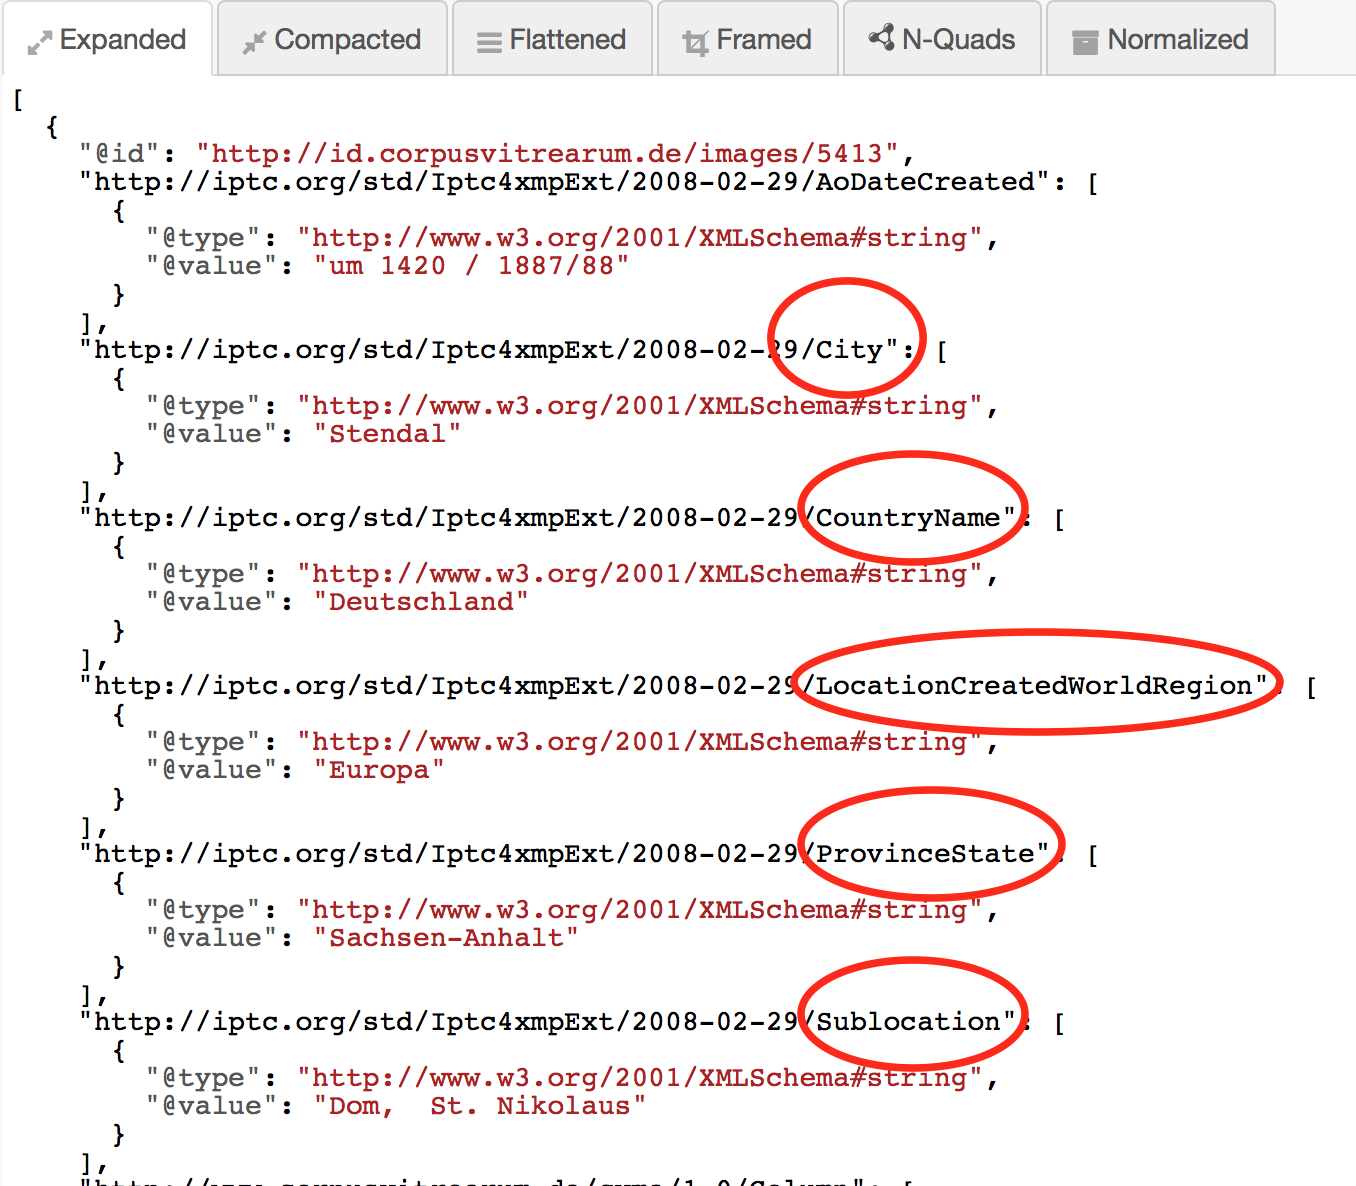 Expanded Compacted Flattened Framed N-Quads Normalized
[
{
"@id": "http://id.corpusvitrearum.de/images/5413",
"http://iptc.org/std/Iptc4xmpExt/2008-02-29/AoDateCreated": [
{
"@type": "http://www.w3.org/2001/XMLSchema#string",
"@value": "um 1420 / 1887/88"
}
],
"http://iptc.org/std/Iptc4xmpExt/2008-02-29/City": [
{
"@type": "http://www.w3.org/2001/XMLSchema#string",
"@value": "Stendal"
}
],
"http://iptc.org/std/Iptc4xmpExt/2008-02-29/CountryName": [
{
"@type": "http://www.w3.org/2001/XMLSchema#string",
"@value": "Deutschland"
}
],
"http://iptc.org/std/Iptc4xmpExt/2008-02-29/LocationCreatedWorldRegion": [
{
"@type": "http://www.w3.org/2001/XMLSchema#string",
"@value": "Europa"
}
],
"http://iptc.org/std/Iptc4xmpExt/2008-02-29/ProvinceState": [
{
"@type": "http://www.w3.org/2001/XMLSchema#string",
"@value": "Sachsen-Anhalt"
}
],
"http://iptc.org/std/Iptc4xmpExt/2008-02-29/Sublocation": [
{
"@type": "http://www.w3.org/2001/XMLSchema#string",
"@value": "Dom,  St. Nikolaus"
}
],